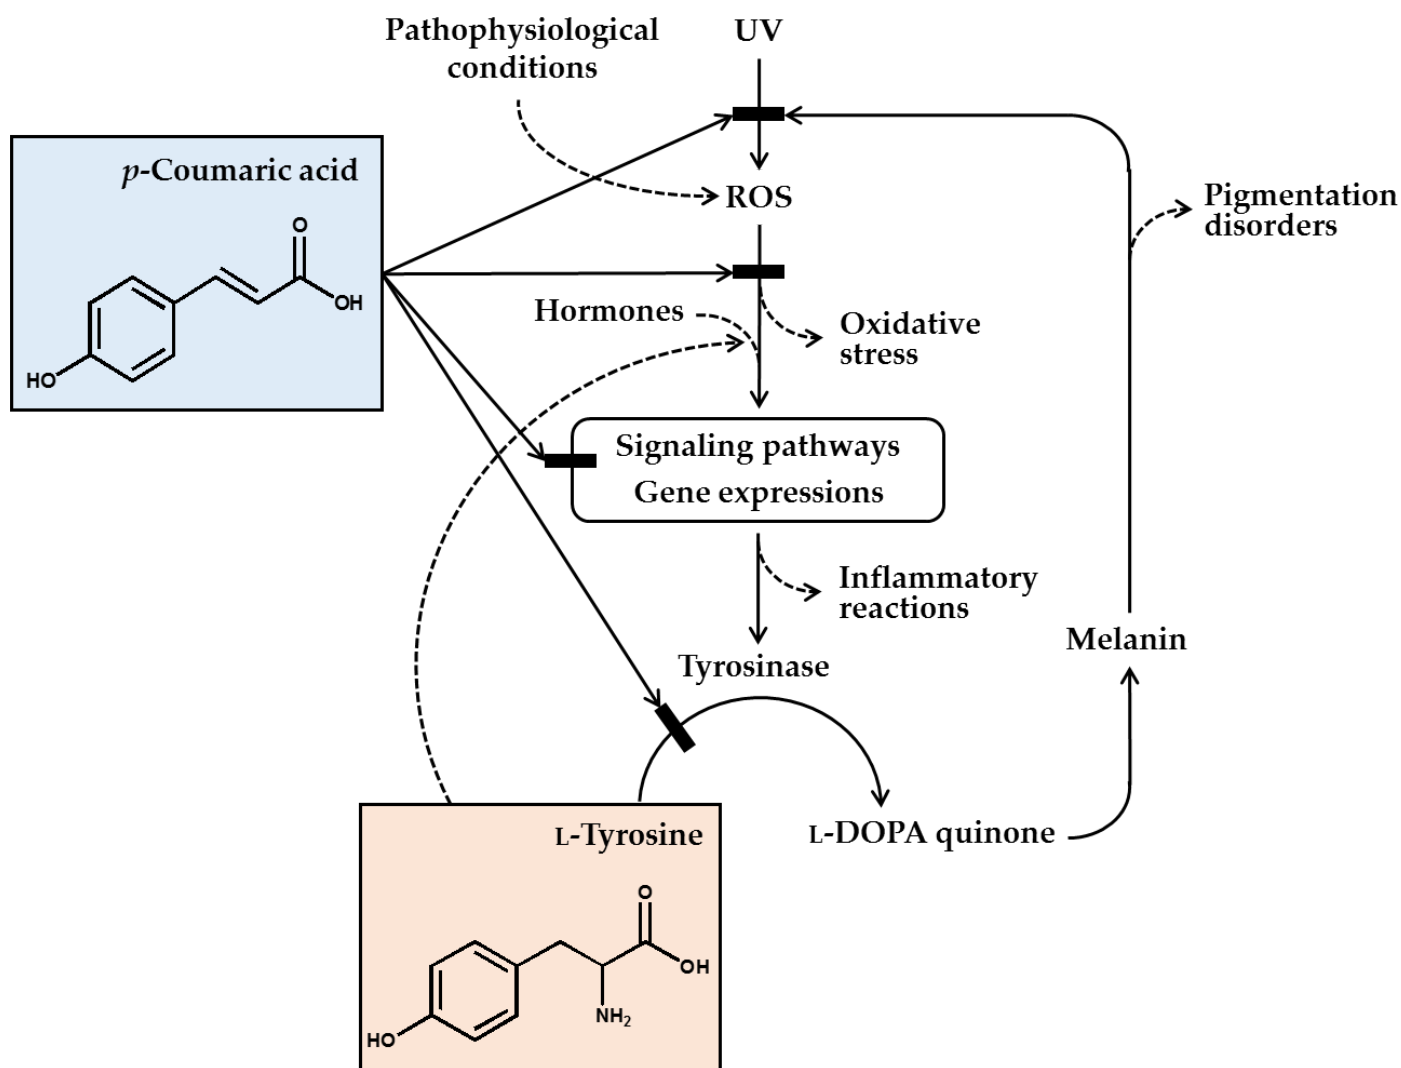 Pathophysiological
conditions
UV
p-Coumaric acid
O
OH
HO
ROS
Pigmentation
disorders
Hormones
Oxidative
stress
Signaling pathways
Gene expressions
Inflammatory
reactions
Tyrosinase
Melanin
L-Tyrosine
O
OH
NH₂
HO
L-DOPA quinone